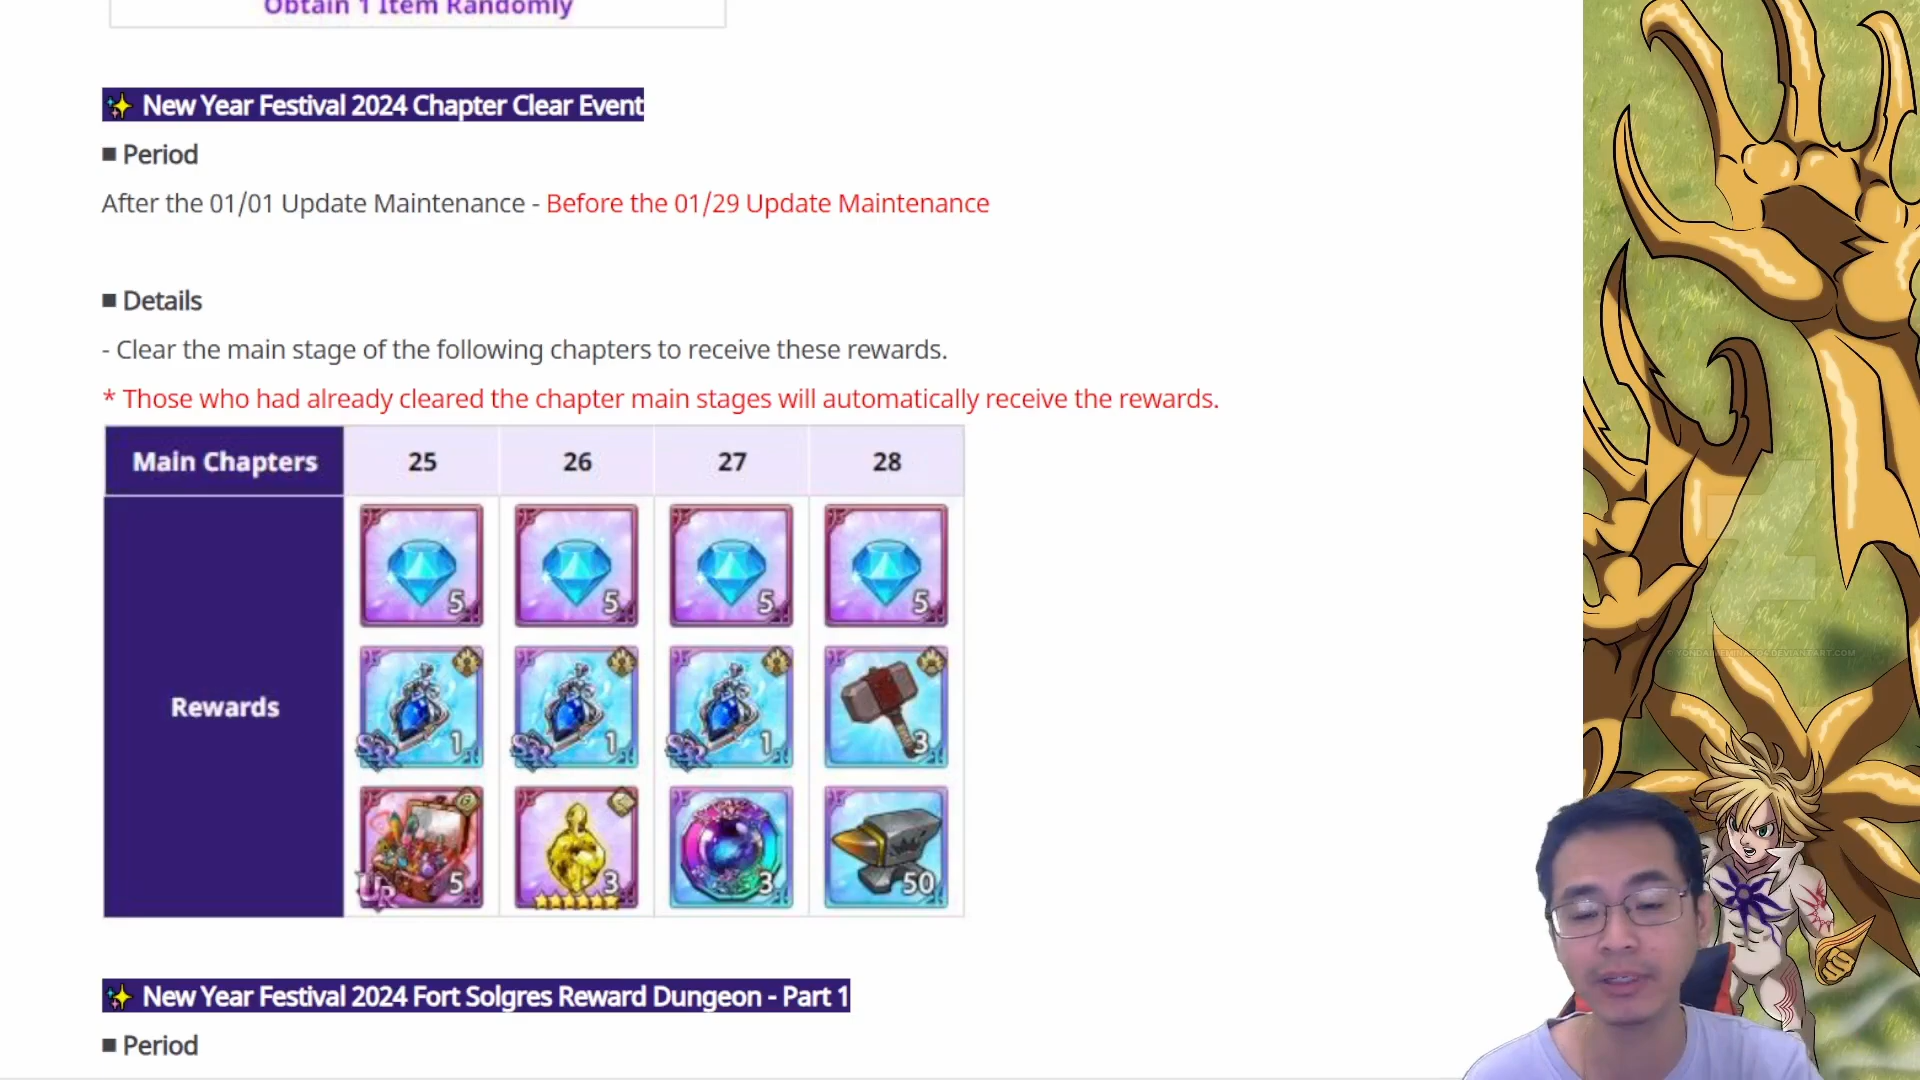 Obtain 1 Item Randomly
✨ New Year Festival 2024 Chapter Clear Event
■ Period
After the 01/01 Update Maintenance - Before the 01/29 Update Maintenance
■ Details
- Clear the main stage of the following chapters to receive these rewards.
* Those who had already cleared the chapter main stages will automatically receive the rewards.
Main Chapters 25 26 27 28
5 5 5 5
Rewards
SSR 1 SSR 1 SSR 1 3
UR 5 3 3 50
✨ New Year Festival 2024 Fort Solgres Reward Dungeon - Part 1
■ Period